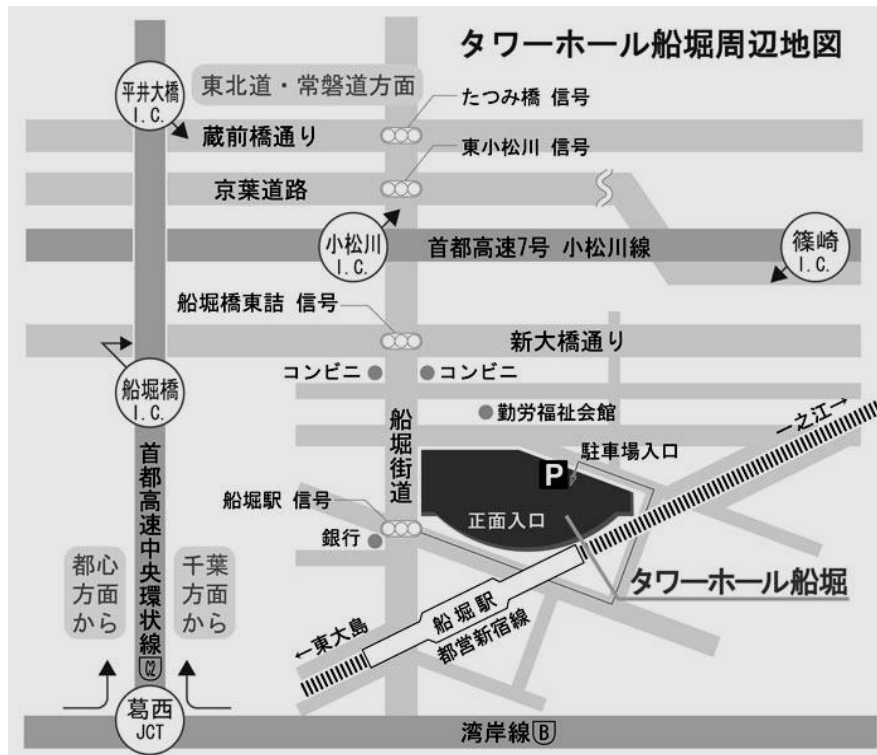 タワーホール船堀周辺地図
平井大橋
I.C.
東北道・常磐道方面
たつみ橋 信号
蔵前橋通り
東小松川 信号
京葉道路
小松川
I.C.
首都高速7号 小松川線
篠崎
I.C.
船堀橋東詰 信号
新大橋通り
コンビニ
コンビニ
船堀橋
I.C.
勤労福祉会館
一之江→
船堀街道
駐車場入口
P
首都高速中央環状線
C2
船堀駅 信号
正面入口
銀行
都心
方面
から
千葉
方面
から
タワーホール船堀
船堀駅
都営新宿線
←東大島
葛西
JCT
湾岸線 B